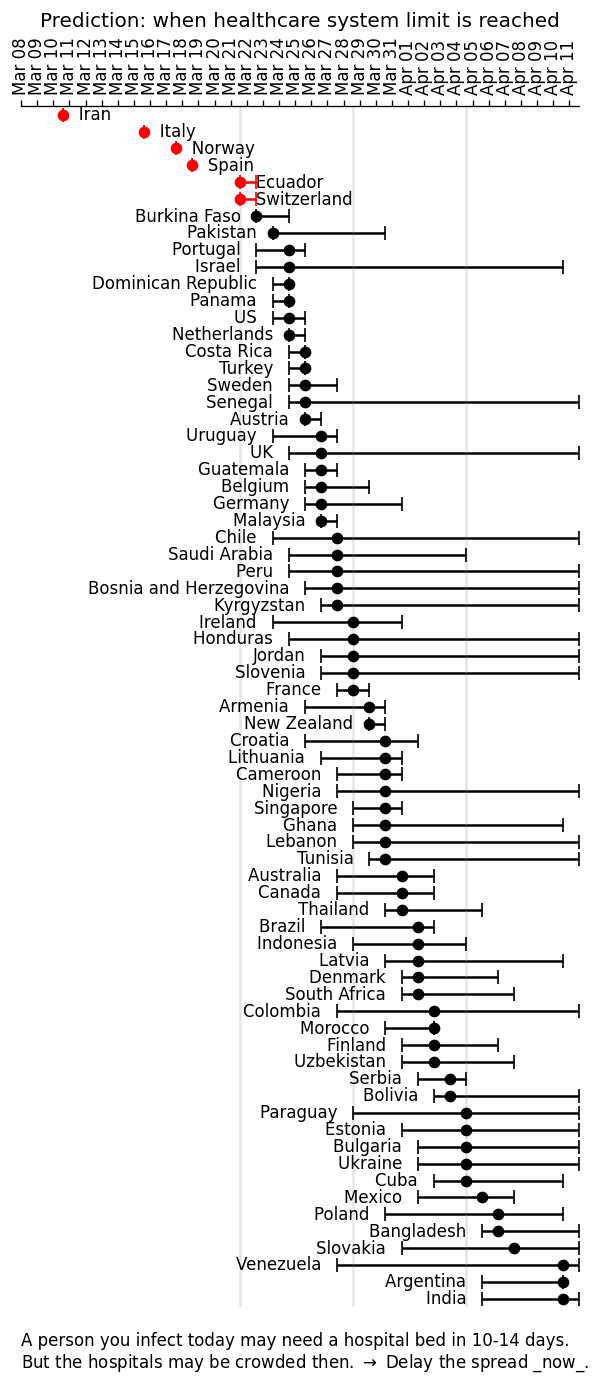 Prediction: when healthcare system limit is reached
Mar 08
Mar 09
Mar 10
Mar 11
Mar 12
Mar 13
Mar 14
Mar 15
Mar 16
Mar 17
Mar 18
Mar 19
Mar 20
Mar 21
Mar 22
Mar 23
Mar 24
Mar 25
Mar 26
Mar 27
Mar 28
Mar 29
Mar 30
Mar 31
Apr 01
Apr 02
Apr 03
Apr 04
Apr 05
Apr 06
Apr 07
Apr 08
Apr 09
Apr 10
Apr 11
Iran
Italy
Norway
Spain
Ecuador
Switzerland
Burkina Faso
Pakistan
Portugal
Israel
Dominican Republic
Panama
US
Netherlands
Costa Rica
Turkey
Sweden
Senegal
Austria
Uruguay
UK
Guatemala
Belgium
Germany
Malaysia
Chile
Saudi Arabia
Peru
Bosnia and Herzegovina
Kyrgyzstan
Ireland
Honduras
Jordan
Slovenia
France
Armenia
New Zealand
Croatia
Lithuania
Cameroon
Nigeria
Singapore
Ghana
Lebanon
Tunisia
Australia
Canada
Thailand
Brazil
Indonesia
Latvia
Denmark
South Africa
Colombia
Morocco
Finland
Uzbekistan
Serbia
Bolivia
Paraguay
Estonia
Bulgaria
Ukraine
Cuba
Mexico
Poland
Bangladesh
Slovakia
Venezuela
Argentina
India
A person you infect today may need a hospital bed in 10-14 days.
But the hospitals may be crowded then. → Delay the spread _now_.